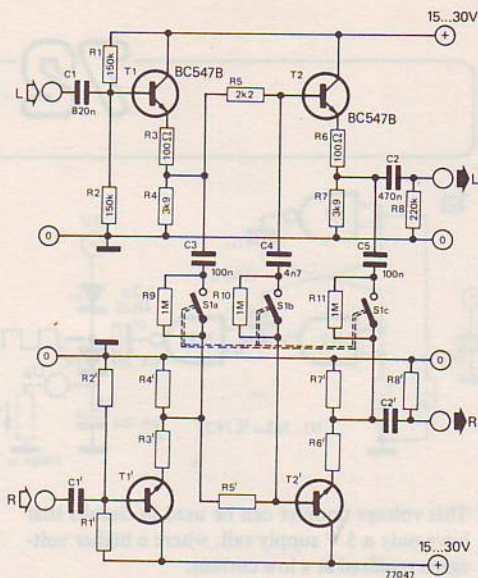 15...30V
+
R1
150k
T1
BC547B
R5
2k2
T2
BC547B
L
C1
820n
R3
100Ω
R6
100Ω
R2
150k
R4
3k9
R7
3k9
C2
470n
R8
220k
L
0
0
C3
100n
C4
4n7
C5
100n
R9
1M
S1a
R10
1M
S1b
R11
1M
S1c
0
0
R2'
R4'
R7'
R8'
C2'
R
R3'
R6'
R
C1'
T1'
R5'
T2'
R1'
15...30V
+
77047